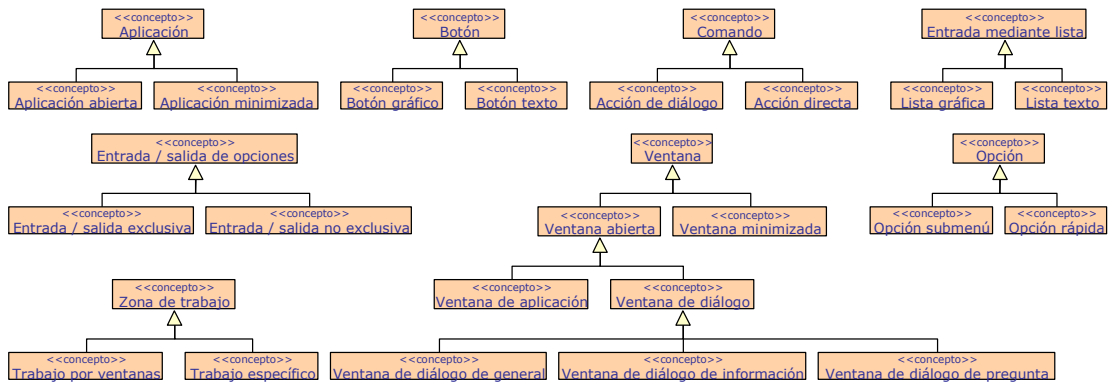 <<concepto>>
Aplicación
<<concepto>>
Botón
<<concepto>>
Comando
<<concepto>>
Entrada mediante lista
<<concepto>>
Aplicación abierta
<<concepto>>
Aplicación minimizada
<<concepto>>
Botón gráfico
<<concepto>>
Botón texto
<<concepto>>
Acción de diálogo
<<concepto>>
Acción directa
<<concepto>>
Lista gráfica
<<concepto>>
Lista texto
<<concepto>>
Entrada / salida de opciones
<<concepto>>
Ventana
<<concepto>>
Opción
<<concepto>>
Entrada / salida exclusiva
<<concepto>>
Entrada / salida no exclusiva
<<concepto>>
Ventana abierta
<<concepto>>
Ventana minimizada
<<concepto>>
Opción submenú
<<concepto>>
Opción rápida
<<concepto>>
Zona de trabajo
<<concepto>>
Ventana de aplicación
<<concepto>>
Ventana de diálogo
<<concepto>>
Trabajo por ventanas
<<concepto>>
Trabajo específico
<<concepto>>
Ventana de diálogo de general
<<concepto>>
Ventana de diálogo de información
<<concepto>>
Ventana de diálogo de pregunta